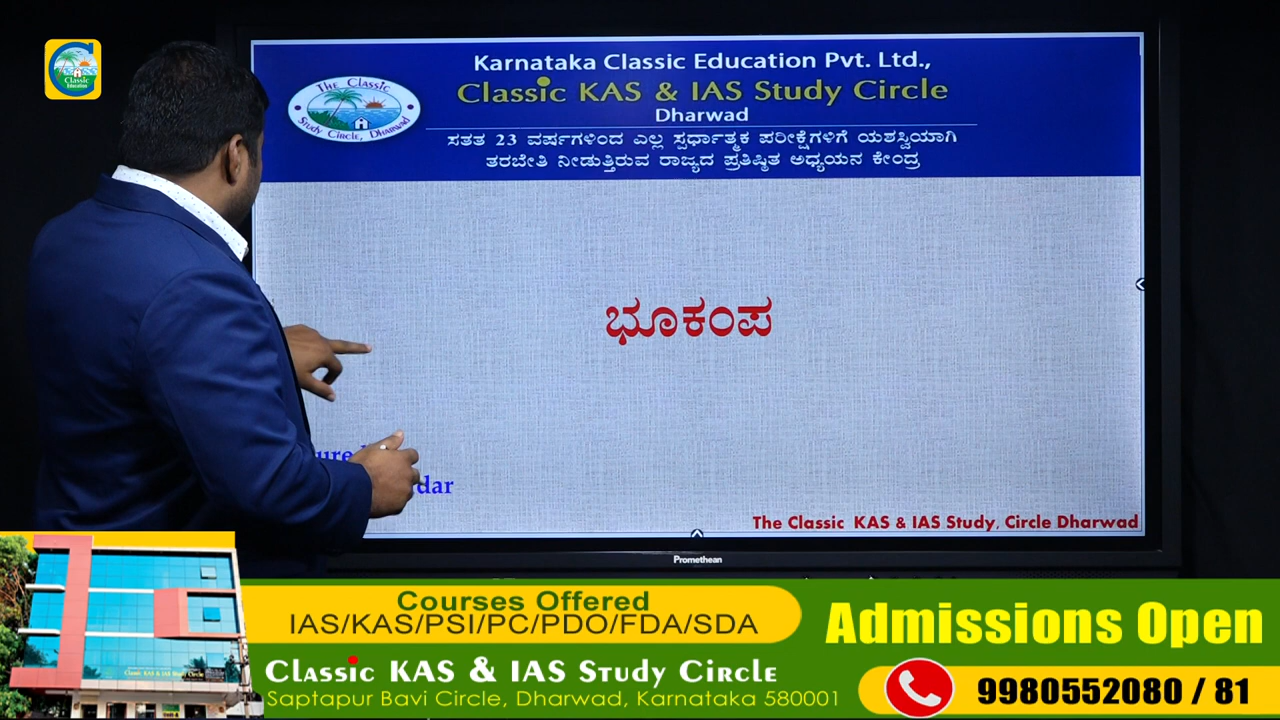 Classic
Education
Karnataka Classic Education Pvt. Ltd.,
Classic KAS & IAS Study Circle
Dharwad
The Classic
Study Circle, Dharwad
ಸತತ 23 ವರ್ಷಗಳಿಂದ ಎಲ್ಲ ಸ್ಪರ್ಧಾತ್ಮಕ ಪರೀಕ್ಷೆಗಳಿಗೆ ಯಶಸ್ವಿಯಾಗಿ
ತರಬೇತಿ ನೀಡುತ್ತಿರುವ ರಾಜ್ಯದ ಪ್ರತಿಷ್ಠಿತ ಅಧ್ಯಯನ ಕೇಂದ್ರ
ಭೂಕಂಪ
The Classic KAS & IAS Study, Circle Dharwad
Promethean
Courses Offered
IAS/KAS/PSI/PC/PDO/FDA/SDA
Admissions Open
Classic KAS & IAS Study Circle
Saptapur Bavi Circle, Dharwad, Karnataka 580001
9980552080 / 81